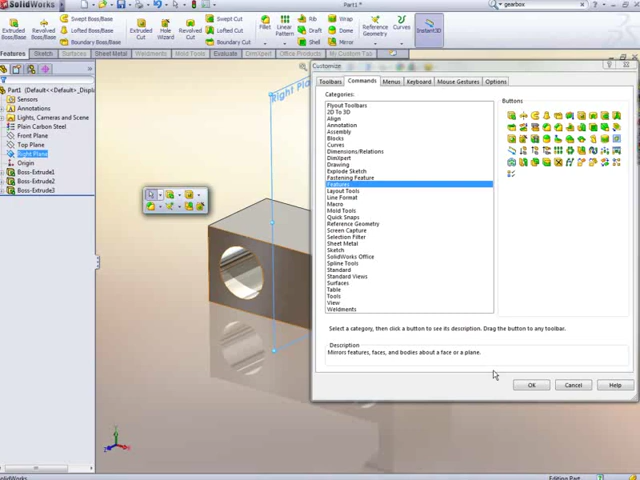 SolidWorks
Part1 *
gearbox
Extruded Boss/Base
Revolved Boss/Base
Swept Boss/Base
Lofted Boss/Base
Boundary Boss/Base
Extruded Cut
Hole Wizard
Revolved Cut
Swept Cut
Lofted Cut
Boundary Cut
Fillet
Linear Pattern
Rib
Draft
Shell
Wrap
Dome
Mirror
Reference Geometry
Curves
Instant3D
Features
Sketch
Surfaces
Sheet Metal
Weldments
Mold Tools
Evaluate
DimXpert
Office Products
My Custom Tab
Part1 (Default<<Default>_Displa
Sensors
Annotations
Lights, Cameras and Scene
Plain Carbon Steel
Front Plane
Top Plane
Right Plane
Origin
Boss-Extrude1
Boss-Extrude2
Boss-Extrude3
Right Pla
Customize
Toolbars
Commands
Menus
Keyboard
Mouse Gestures
Options
Categories:
Flyout Toolbars
2D To 3D
Align
Annotation
Assembly
Blocks
Curves
Dimensions/Relations
DimXpert
Drawing
Explode Sketch
Fastening Feature
Features
Layout Tools
Line Format
Macro
Mold Tools
Quick Snaps
Reference Geometry
Screen Capture
Selection Filter
Sheet Metal
Sketch
SolidWorks Office
Spline Tools
Standard
Standard Views
Surfaces
Table
Tools
View
Weldments
Buttons
Select a category, then click a button to see its description. Drag the button to any toolbar.
Description
Mirrors features, faces, and bodies about a face or a plane.
OK
Cancel
Help
SolidWorks
Editing Part